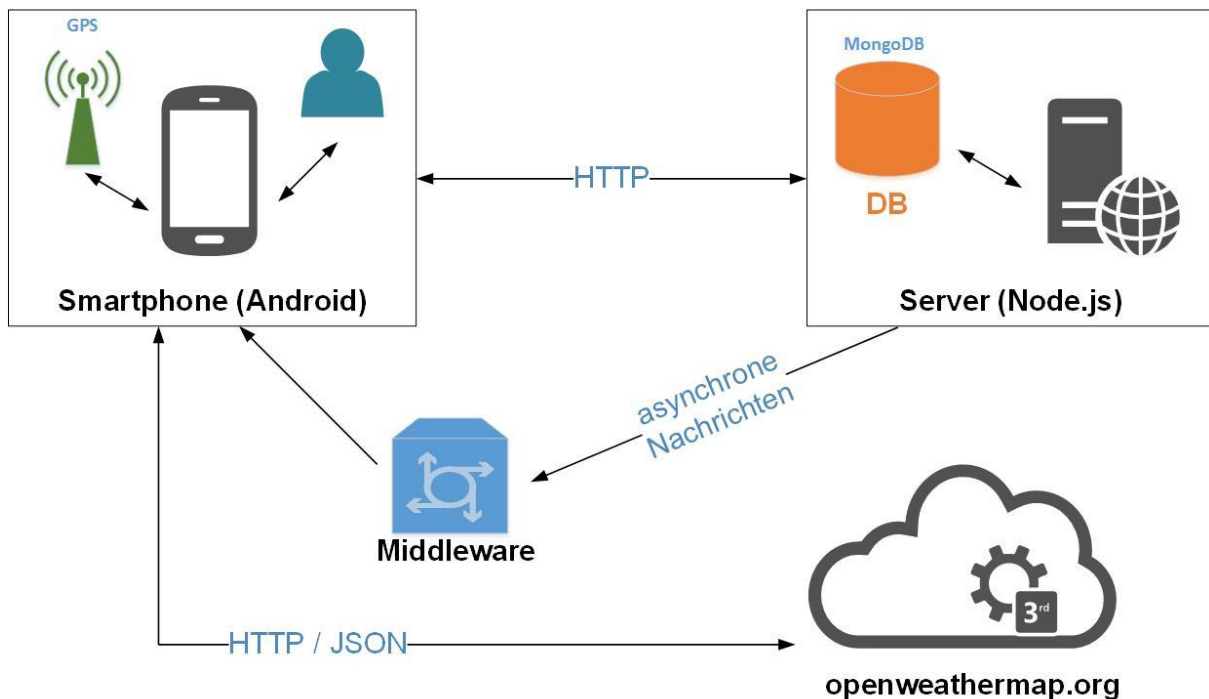 GPS
MongoDB
HTTP
DB
Smartphone (Android)
Server (Node.js)
asynchrone
Nachrichten
Middleware
3rd
HTTP / JSON
openweathermap.org